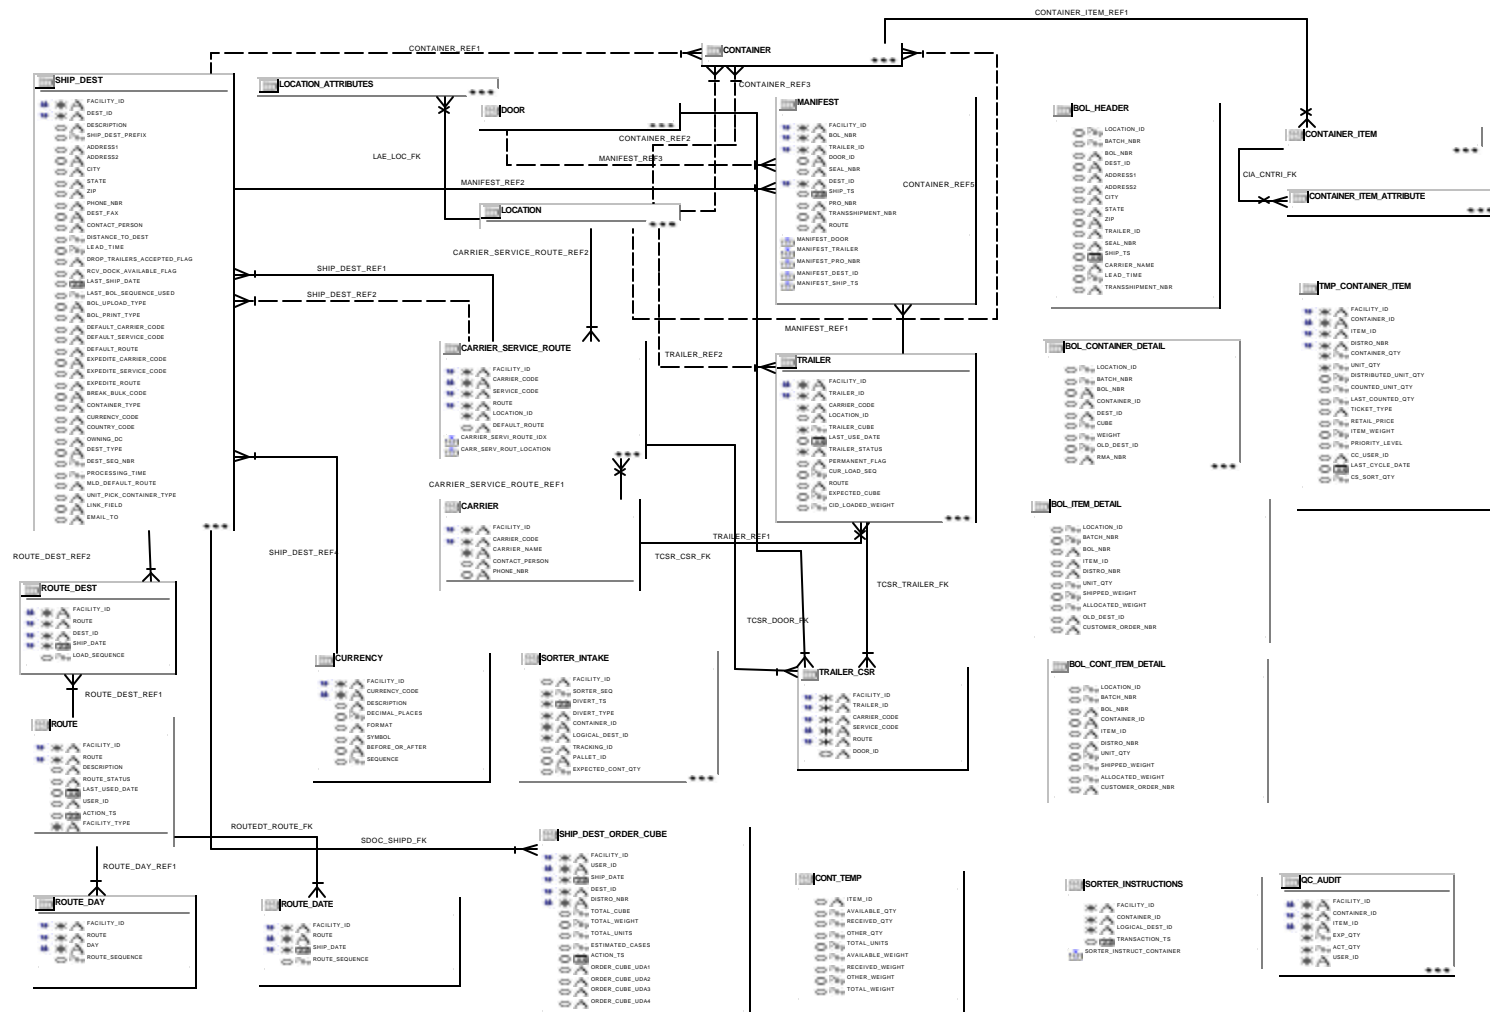 CONTAINER_ITEM_REF1
CONTAINER_REF1
CONTAINER
SHIP_DEST
FACILITY_ID
DEST_ID
DESCRIPTION
SHIP_DEST_PREFIX
ADDRESS1
ADDRESS2
CITY
STATE
ZIP
PHONE_NBR
DEST_FAX
CONTACT_PERSON
DISTANCE_TO_DEST
LEAD_TIME
DROP_TRAILERS_ACCEPTED_FLAG
RCV_DOCK_AVAILABLE_FLAG
LAST_SHIP_DATE
LAST_BOL_SEQUENCE_USED
BOL_UPLOAD_TYPE
BOL_PRINT_TYPE
DEFAULT_CARRIER_CODE
DEFAULT_SERVICE_CODE
DEFAULT_ROUTE
EXPEDITE_CARRIER_CODE
EXPEDITE_SERVICE_CODE
EXPEDITE_ROUTE
BREAK_BULK_CODE
CONTAINER_TYPE
CURRENCY_CODE
COUNTRY_CODE
OWNING_DC
DEST_TYPE
DEST_SEQ_NBR
PROCESSING_TIME
MLD_DEFAULT_ROUTE
UNIT_PICK_CONTAINER_TYPE
LINK_FIELD
EMAIL_TO
LOCATION_ATTRIBUTES
DOOR
CONTAINER_REF3
CONTAINER_REF2
LAE_LOC_FK
MANIFEST_REF3
MANIFEST_REF2
CONTAINER_REF5
LOCATION
CARRIER_SERVICE_ROUTE_REF2
SHIP_DEST_REF1
SHIP_DEST_REF2
MANIFEST
FACILITY_ID
BOL_NBR
TRAILER_ID
DOOR_ID
SEAL_NBR
DEST_ID
SHIP_TS
PRO_NBR
TRANSSHIPMENT_NBR
ROUTE
MANIFEST_DOOR
MANIFEST_TRAILER
MANIFEST_PRO_NBR
MANIFEST_DEST_ID
MANIFEST_SHIP_TS
MANIFEST_REF1
BOL_HEADER
LOCATION_ID
BATCH_NBR
BOL_NBR
DEST_ID
ADDRESS1
ADDRESS2
CITY
STATE
ZIP
TRAILER_ID
SEAL_NBR
SHIP_TS
CARRIER_NAME
LEAD_TIME
TRANSSHIPMENT_NBR
CONTAINER_ITEM
CIA_CNTRI_FK
CONTAINER_ITEM_ATTRIBUTE
TMP_CONTAINER_ITEM
FACILITY_ID
CONTAINER_ID
ITEM_ID
DISTRO_NBR
CONTAINER_QTY
UNIT_QTY
DISTRIBUTED_UNIT_QTY
COUNTED_UNIT_QTY
LAST_COUNTED_QTY
TICKET_TYPE
RETAIL_PRICE
ITEM_WEIGHT
PRIORITY_LEVEL
CC_USER_ID
LAST_CYCLE_DATE
CS_SORT_QTY
CARRIER_SERVICE_ROUTE
FACILITY_ID
CARRIER_CODE
SERVICE_CODE
ROUTE
LOCATION_ID
DEFAULT_ROUTE
CARRIER_SERVI_ROUTE_IDX
CARR_SERV_ROUT_LOCATION
TRAILER_REF2
TRAILER
FACILITY_ID
TRAILER_ID
CARRIER_CODE
LOCATION_ID
TRAILER_CUBE
LAST_USE_DATE
TRAILER_STATUS
PERMANENT_FLAG
CUR_LOAD_SEQ
ROUTE
EXPECTED_CUBE
CID_LOADED_WEIGHT
BOL_CONTAINER_DETAIL
LOCATION_ID
BATCH_NBR
BOL_NBR
CONTAINER_ID
DEST_ID
CUBE
WEIGHT
OLD_DEST_ID
RMA_NBR
CARRIER_SERVICE_ROUTE_REF1
CARRIER
FACILITY_ID
CARRIER_CODE
CARRIER_NAME
CONTACT_PERSON
PHONE_NBR
TRAILER_REF1
TCSR_CSR_FK
TCSR_TRAILER_FK
TCSR_DOOR_FK
BOL_ITEM_DETAIL
LOCATION_ID
BATCH_NBR
BOL_NBR
ITEM_ID
DISTRO_NBR
UNIT_QTY
SHIPPED_WEIGHT
ALLOCATED_WEIGHT
OLD_DEST_ID
CUSTOMER_ORDER_NBR
ROUTE_DEST_REF2
SHIP_DEST_REF4
ROUTE_DEST
FACILITY_ID
ROUTE
DEST_ID
SHIP_DATE
LOAD_SEQUENCE
ROUTE_DEST_REF1
CURRENCY
FACILITY_ID
CURRENCY_CODE
DESCRIPTION
DECIMAL_PLACES
FORMAT
SYMBOL
BEFORE_OR_AFTER
SEQUENCE
SORTER_INTAKE
FACILITY_ID
SORTER_SEQ
DIVERT_TS
DIVERT_TYPE
CONTAINER_ID
LOGICAL_DEST_ID
TRACKING_ID
PALLET_ID
EXPECTED_CONT_QTY
TRAILER_CSR
FACILITY_ID
TRAILER_ID
CARRIER_CODE
SERVICE_CODE
ROUTE
DOOR_ID
BOL_CONT_ITEM_DETAIL
LOCATION_ID
BATCH_NBR
BOL_NBR
CONTAINER_ID
ITEM_ID
DISTRO_NBR
UNIT_QTY
SHIPPED_WEIGHT
ALLOCATED_WEIGHT
CUSTOMER_ORDER_NBR
ROUTE
FACILITY_ID
ROUTE
DESCRIPTION
ROUTE_STATUS
LAST_USED_DATE
USER_ID
ACTION_TS
FACILITY_TYPE
ROUTEDT_ROUTE_FK
SDOC_SHIPD_FK
ROUTE_DAY_REF1
ROUTE_DAY
FACILITY_ID
ROUTE
DAY
ROUTE_SEQUENCE
ROUTE_DATE
FACILITY_ID
ROUTE
SHIP_DATE
ROUTE_SEQUENCE
SHIP_DEST_ORDER_CUBE
FACILITY_ID
USER_ID
SHIP_DATE
DEST_ID
DISTRO_NBR
TOTAL_CUBE
TOTAL_WEIGHT
TOTAL_UNITS
ESTIMATED_CASES
ACTION_TS
ORDER_CUBE_UDA1
ORDER_CUBE_UDA2
ORDER_CUBE_UDA3
ORDER_CUBE_UDA4
CONT_TEMP
ITEM_ID
AVAILABLE_QTY
RECEIVED_QTY
OTHER_QTY
TOTAL_UNITS
AVAILABLE_WEIGHT
RECEIVED_WEIGHT
OTHER_WEIGHT
TOTAL_WEIGHT
SORTER_INSTRUCTIONS
FACILITY_ID
CONTAINER_ID
LOGICAL_DEST_ID
TRANSACTION_TS
SORTER_INSTRUCT_CONTAINER
QC_AUDIT
FACILITY_ID
CONTAINER_ID
ITEM_ID
EXP_QTY
ACT_QTY
USER_ID